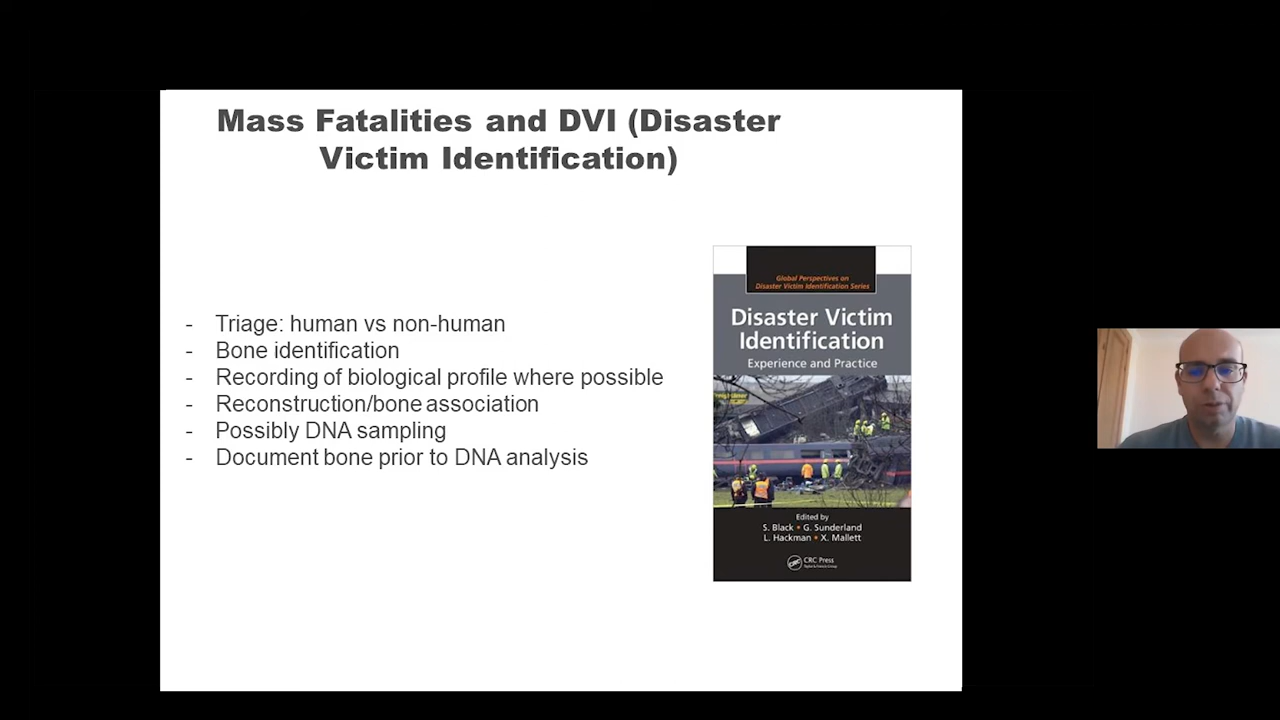 Mass Fatalities and DVI (Disaster
Victim Identification)
- Triage: human vs non-human
- Bone identification
- Recording of biological profile where possible
- Reconstruction/bone association
- Possibly DNA sampling
- Document bone prior to DNA analysis
Global Perspectives on
Disaster Victim Identification Series
Disaster Victim
Identification
Experience and Practice
Edited by
S. Black • G. Sunderland
L. Hackman • X. Mallett
CRC Press